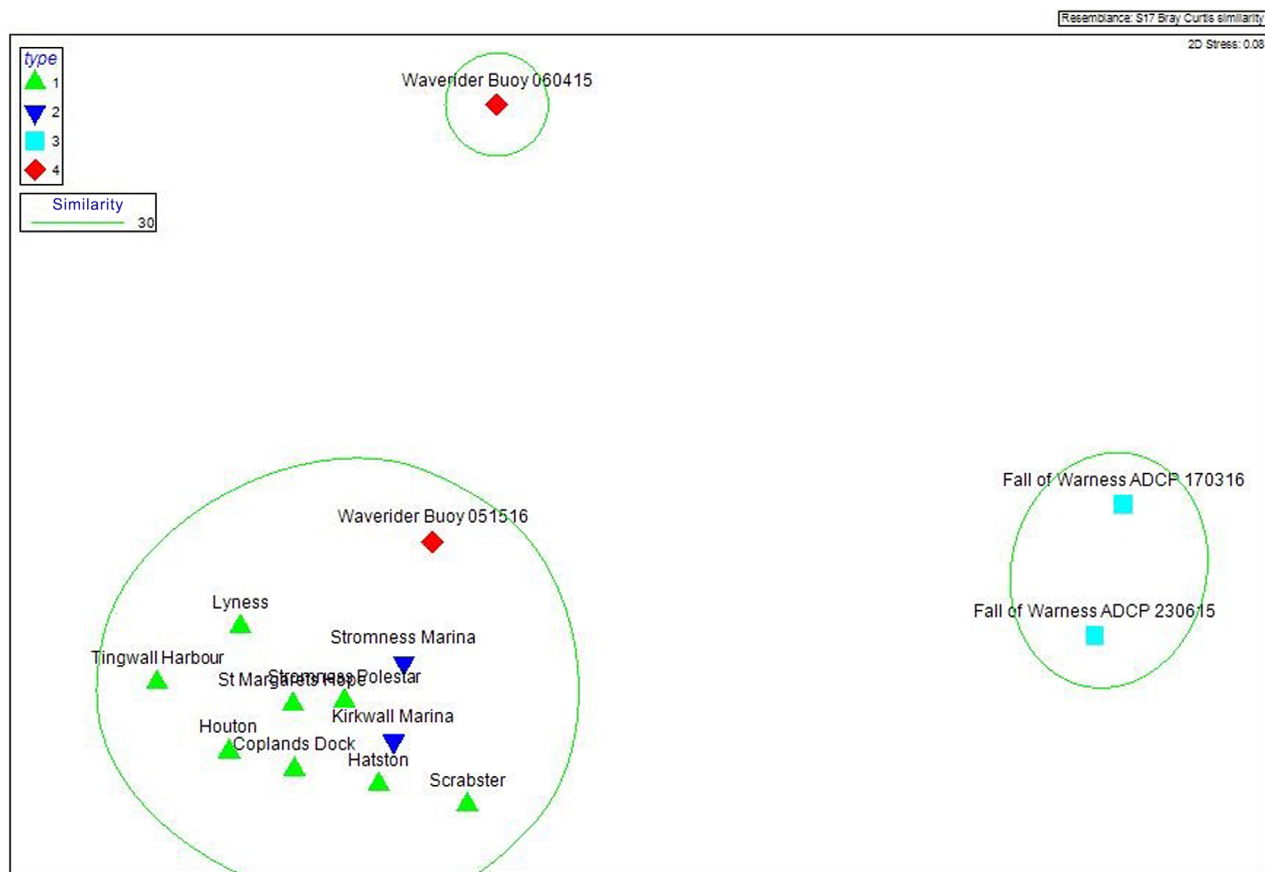 Resemblance: S17 Bray Curtis similarity
2D Stress: 0.08
type
1
2
3
4
Similarity
30
Waverider Buoy 060415
Fall of Warness ADCP 170316
Waverider Buoy 051516
Lyness
Fall of Warness ADCP 230615
Stromness Marina
Tingwall Harbour
St Margarets Hope
Stromness Polestar
Kirkwall Marina
Houton
Coplands Dock
Hatston
Scrabster